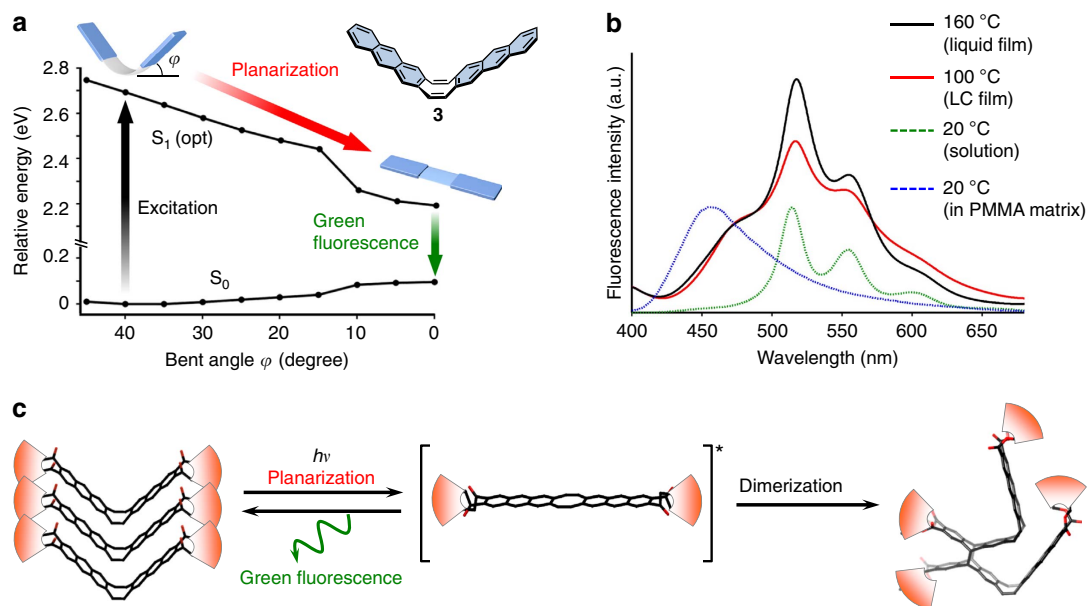 a
φ
Planarization
3
2.8
2.6
2.4
2.2
0.2
0
Relative energy (eV)
S1 (opt)
Excitation
Green
fluorescence
S0
40
30
20
10
0
Bent angle φ (degree)
b
160 °C
(liquid film)
100 °C
(LC film)
20 °C
(solution)
20 °C
(in PMMA matrix)
Fluorescence intensity (a.u.)
400
450
500
550
600
650
Wavelength (nm)
c
hν
Planarization
Green fluorescence
*
Dimerization